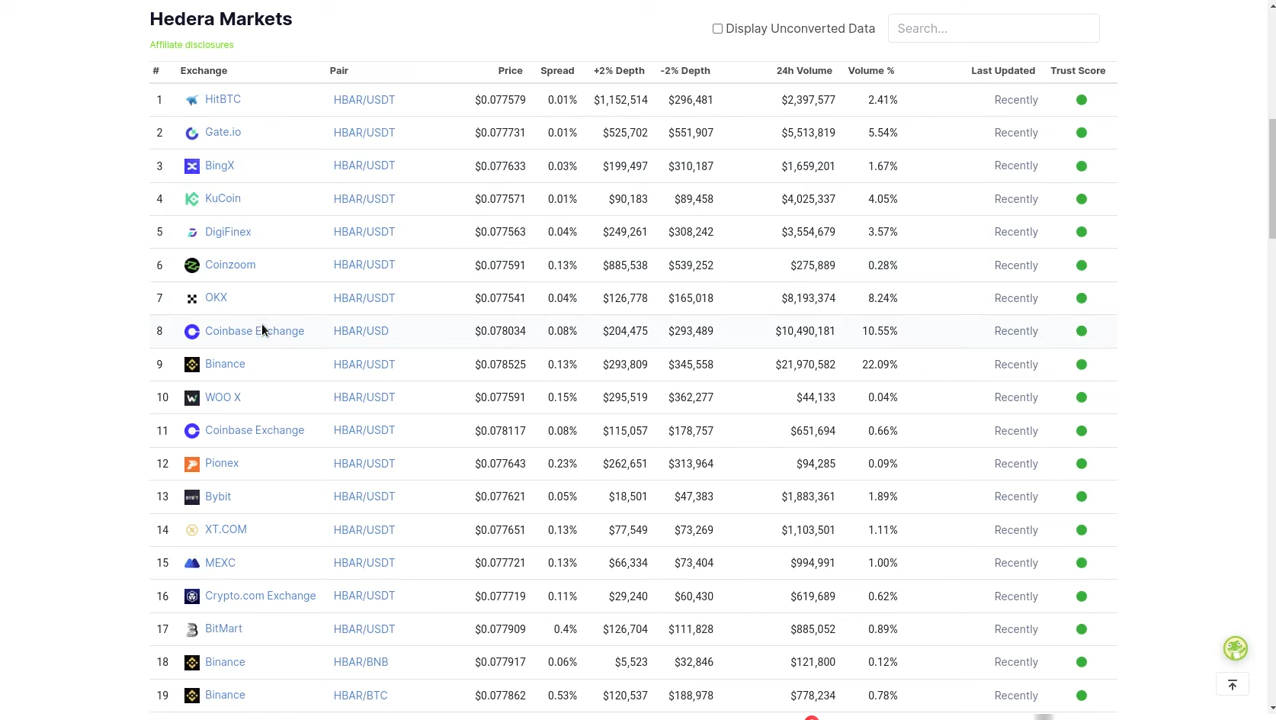 Hedera Markets
Affiliate disclosures
Display Unconverted Data
Search...
# Exchange Pair Price Spread +2% Depth -2% Depth 24h Volume Volume % Last Updated Trust Score
1 HitBTC HBAR/USDT $0.077579 0.01% $1,152,514 $296,481 $2,397,577 2.41% Recently
2 Gate.io HBAR/USDT $0.077731 0.01% $525,702 $551,907 $5,513,819 5.54% Recently
3 BingX HBAR/USDT $0.077633 0.03% $199,497 $310,187 $1,659,201 1.67% Recently
4 KuCoin HBAR/USDT $0.077571 0.01% $90,183 $89,458 $4,025,337 4.05% Recently
5 DigiFinex HBAR/USDT $0.077563 0.04% $249,261 $308,242 $3,554,679 3.57% Recently
6 Coinzoom HBAR/USDT $0.077591 0.13% $885,538 $539,252 $275,889 0.28% Recently
7 OKX HBAR/USDT $0.077541 0.04% $126,778 $165,018 $8,193,374 8.24% Recently
8 Coinbase Exchange HBAR/USD $0.078034 0.08% $204,475 $293,489 $10,490,181 10.55% Recently
9 Binance HBAR/USDT $0.078525 0.13% $293,809 $345,558 $21,970,582 22.09% Recently
10 WOO X HBAR/USDT $0.077591 0.15% $295,519 $362,277 $44,133 0.04% Recently
11 Coinbase Exchange HBAR/USDT $0.078117 0.08% $115,057 $178,757 $651,694 0.66% Recently
12 Pionex HBAR/USDT $0.077643 0.23% $262,651 $313,964 $94,285 0.09% Recently
13 Bybit HBAR/USDT $0.077621 0.05% $18,501 $47,383 $1,883,361 1.89% Recently
14 XT.COM HBAR/USDT $0.077651 0.13% $77,549 $73,269 $1,103,501 1.11% Recently
15 MEXC HBAR/USDT $0.077721 0.13% $66,334 $73,404 $994,991 1.00% Recently
16 Crypto.com Exchange HBAR/USDT $0.077719 0.11% $29,240 $60,430 $619,689 0.62% Recently
17 BitMart HBAR/USDT $0.077909 0.4% $126,704 $111,828 $885,052 0.89% Recently
18 Binance HBAR/BNB $0.077917 0.06% $5,523 $32,846 $121,800 0.12% Recently
19 Binance HBAR/BTC $0.077862 0.53% $120,537 $188,978 $778,234 0.78% Recently